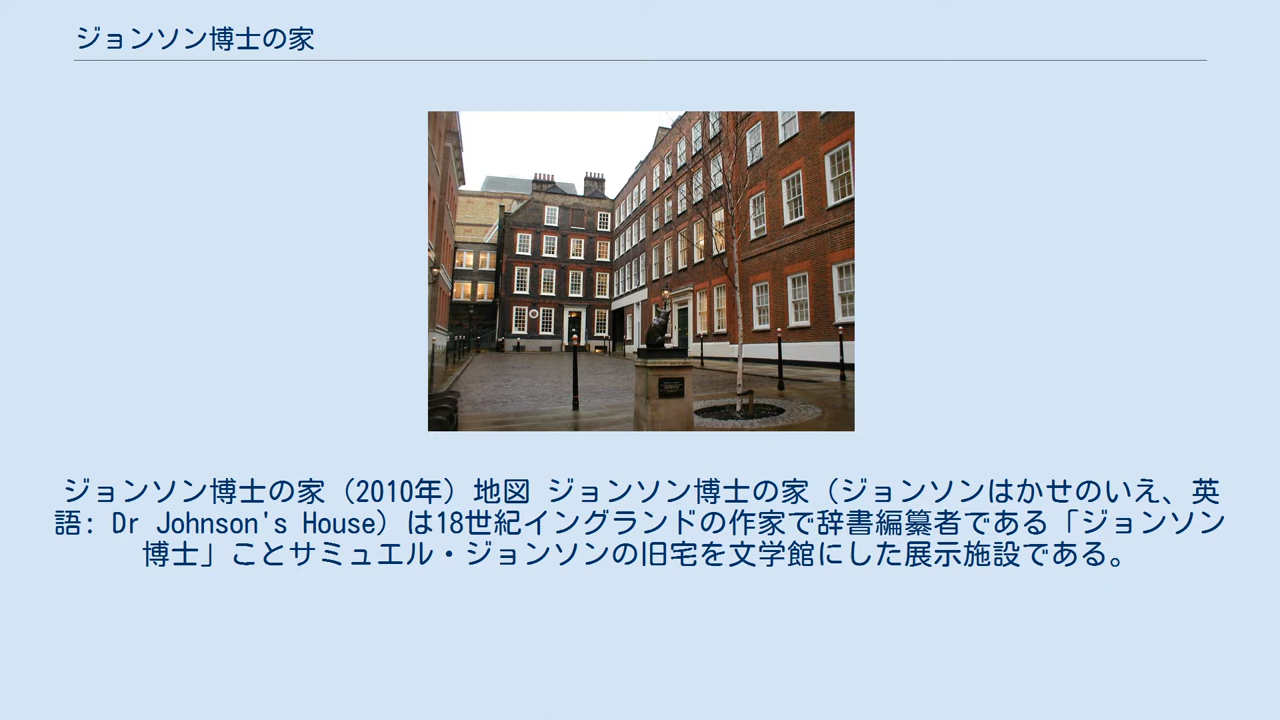 ジョンソン博士の家
ジョンソン博士の家（2010年）地図 ジョンソン博士の家（ジョンソンはかせのいえ、英
語: Dr Johnson's House）は18世紀イングランドの作家で辞書編纂者である「ジョンソン
博士」ことサミュエル・ジョンソンの旧宅を文学館にした展示施設である。